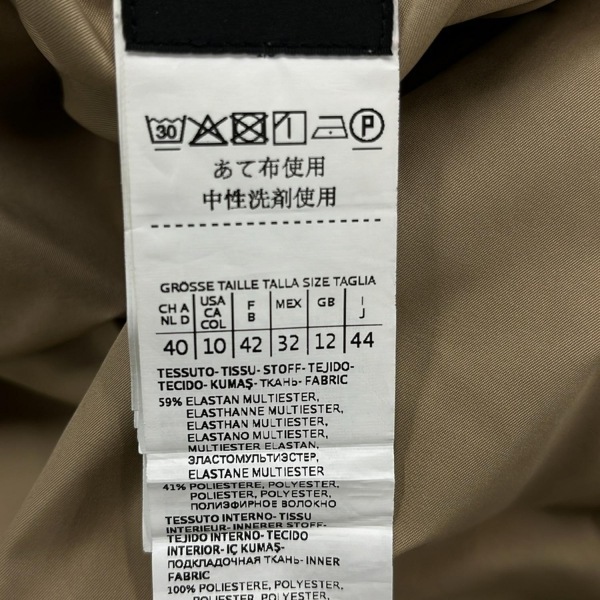 30 P
あて布使用
中性洗剤使用
GRÖSSE TAILLE TALLA SIZE TAGLIA
CH A NL D USA CA COL F B MEX GB I J
40 10 42 32 12 44
TESSUTO-TISSU-STOFF-TEJIDO-
TECIDO-KUMAŞ-ТКАНЬ-FABRIC
59% ELASTAN MULTIESTER,
ELASTHANNE MULTIESTER,
ELASTHAN MULTIESTER,
ELASTANO MULTIESTER,
MULTIESTER ELASTAN,
ЭЛАСТОМУЛЬТИЭСТЕР,
ELASTANE MULTIESTER
41% POLIESTERE, POLYESTER,
POLIESTER, POLYESTER,
ПОЛИЭФИРНОЕ ВОЛОКНО
TESSUTO INTERNO-TISSU
INTERIEUR-INNERER STOFF-
TEJIDO INTERNO-TECIDO
INTERIOR-IÇ KUMAŞ-
ПОДКЛАДОЧНАЯ ТКАНЬ-INNER
FABRIC
100% POLIESTERE, POLYESTER,
POLIESTER, POLYESTER,